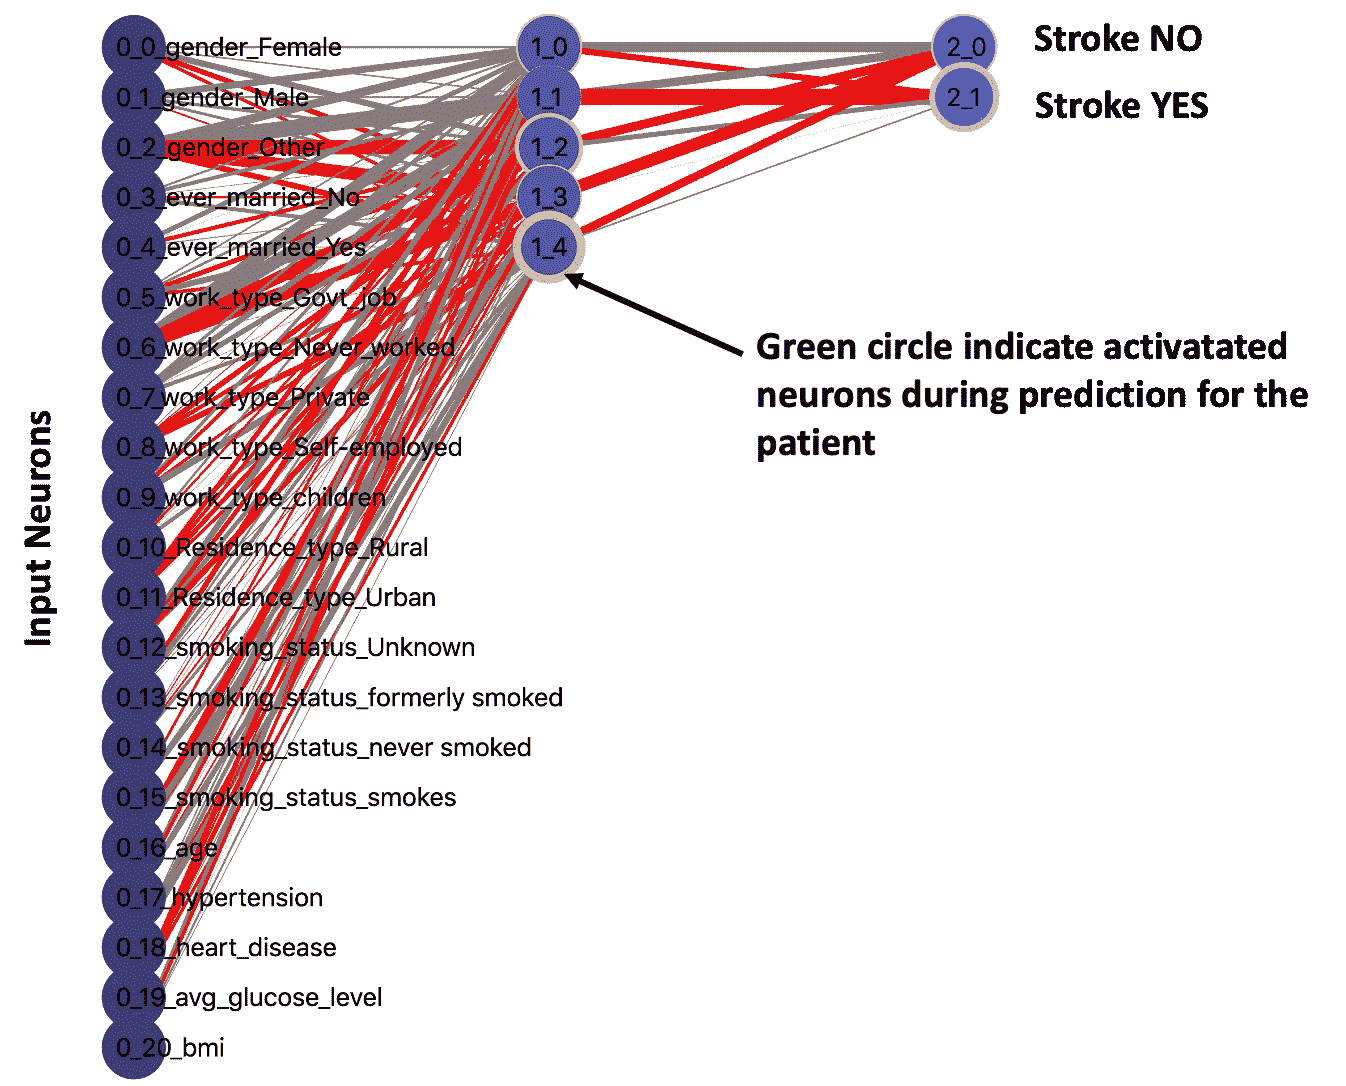 0_0_gender_Female
1_0
2_0
Stroke NO
0_1_gender_Male
1_1
2_1
Stroke YES
0_2_gender_Other
1_2
0_3_ever_married_No
1_3
0_4_ever_married_Yes
1_4
0_5_work_type_Govt_job
0_6_work_type_Never_worked
Green circle indicate activatated
neurons during prediction for the
patient
0_7_work_type_Private
0_8_work_type_Self-employed
0_9_work_type_children
0_10_Residence_type_Rural
0_11_Residence_type_Urban
0_12_smoking_status_Unknown
0_13_smoking_status_formerly smoked
0_14_smoking_status_never smoked
0_15_smoking_status_smokes
0_16_age
0_17_hypertension
0_18_heart_disease
0_19_avg_glucose_level
0_20_bmi
Input Neurons